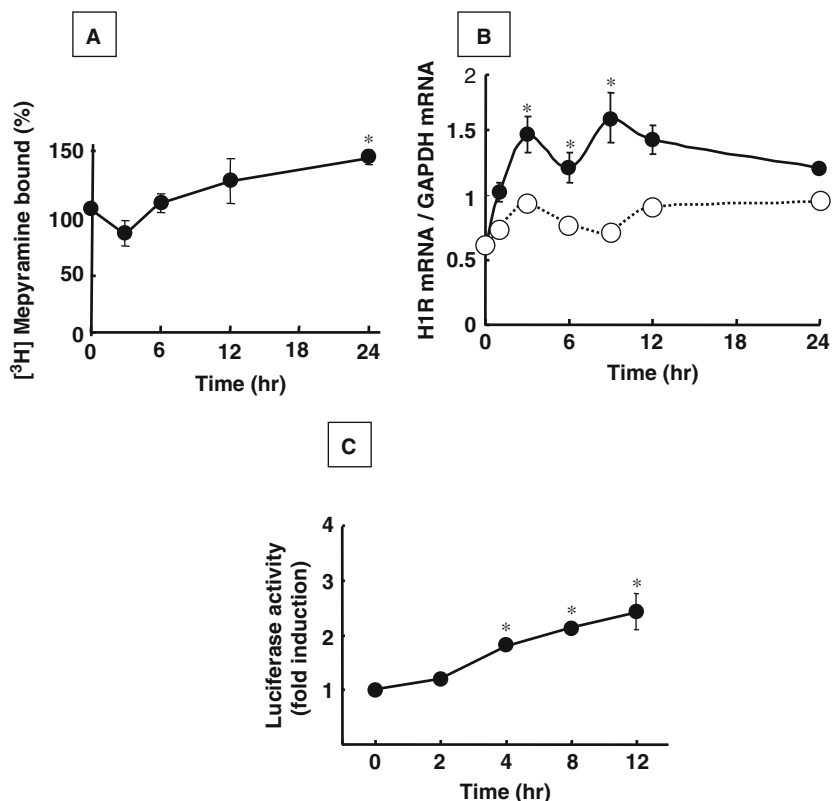 A
[³H] Mepyramine bound (%)
150
100
50
0
0 6 12 18 24
Time (hr)
*
B
H1R mRNA / GAPDH mRNA
2
1.5
1
0.5
0
0 6 12 18 24
Time (hr)
* * *
C
Luciferase activity
(fold induction)
4
3
2
1
0 2 4 8 12
Time (hr)
* * *